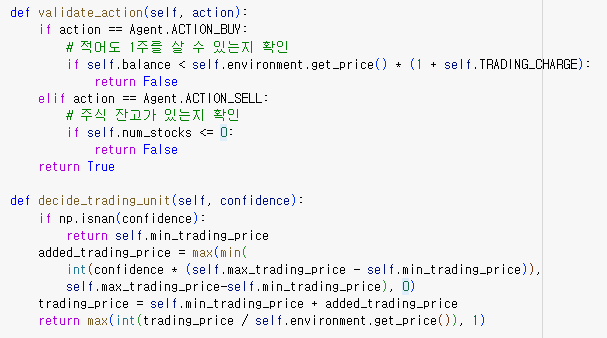 def validate_action(self, action):
    if action == Agent.ACTION_BUY:
        # 적어도 1주를 살 수 있는지 확인
        if self.balance < self.environment.get_price() * (1 + self.TRADING_CHARGE):
            return False
    elif action == Agent.ACTION_SELL:
        # 주식 잔고가 있는지 확인
        if self.num_stocks <= 0:
            return False
    return True

def decide_trading_unit(self, confidence):
    if np.isnan(confidence):
        return self.min_trading_price
    added_trading_price = max(min(
        int(confidence * (self.max_trading_price - self.min_trading_price)),
        self.max_trading_price-self.min_trading_price), 0)
    trading_price = self.min_trading_price + added_trading_price
    return max(int(trading_price / self.environment.get_price()), 1)